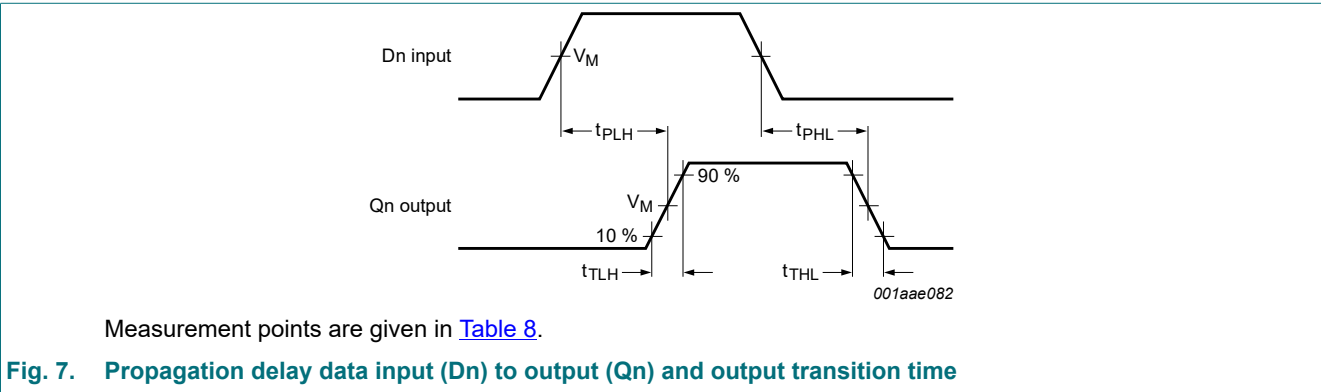 Dn input
VM
tPLH
tPHL
90 %
VM
Qn output
10 %
tTLH
tTHL
001aae082
Measurement points are given in Table 8.
Fig. 7. Propagation delay data input (Dn) to output (Qn) and output transition time